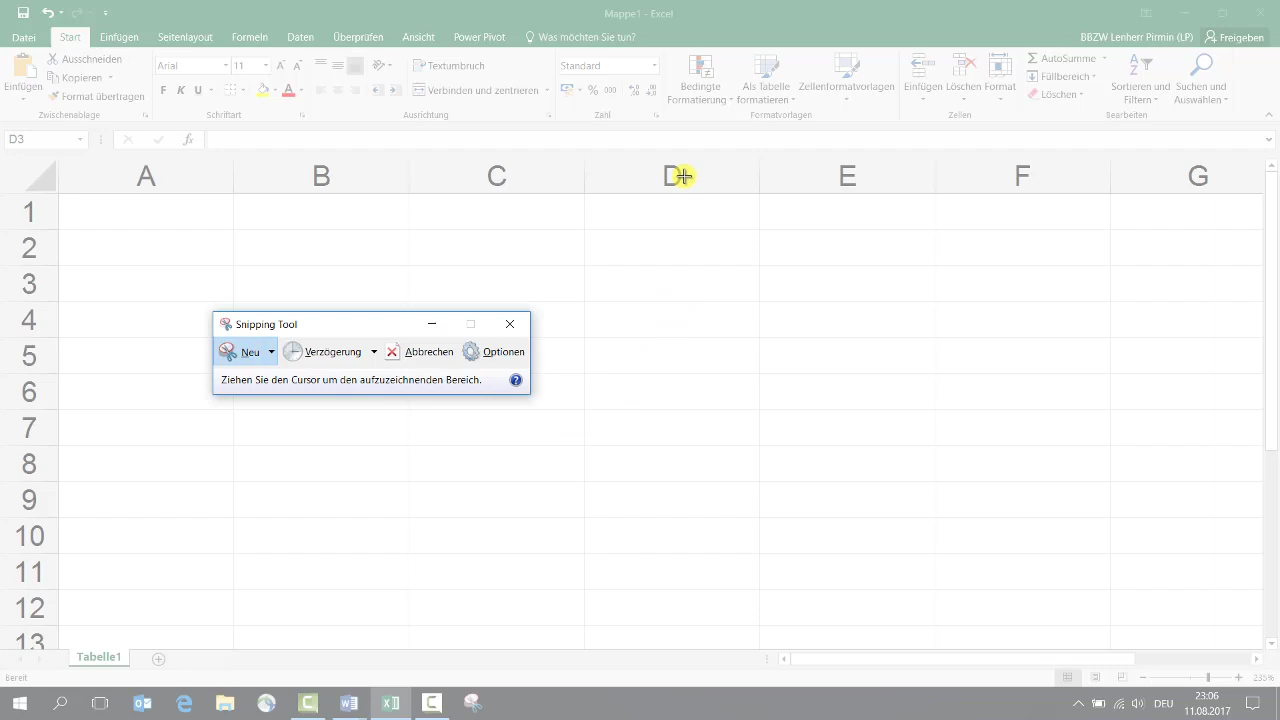 Mappe1 - Excel
Datei Start Einfügen Seitenlayout Formeln Daten Überprüfen Ansicht Power Pivot Was möchten Sie tun? BBZW Lenherr Pirmin (LP) Freigeben
Ausschneiden Arial 11 Textumbruch Standard AutoSumme
Einfügen Kopieren Bedingte Als Tabelle Zellenformatvorlagen Einfügen Löschen Format Füllbereich Sortieren und Suchen und
Format übertragen F K U Verbinden und zentrieren % 000 Formatierung formatieren Löschen Filtern Auswählen
Zwischenablage Schriftart Ausrichtung Zahl Formatvorlagen Zellen Bearbeiten
D3 fx
A B C D E F G
1
2
3
4
Snipping Tool
5
Neu Verzögerung Abbrechen Optionen
6
Ziehen Sie den Cursor um den aufzuzeichnenden Bereich.
7
8
9
10
11
12
13
Tabelle1
Bereit 235%
DEU 23:06
11.08.2017